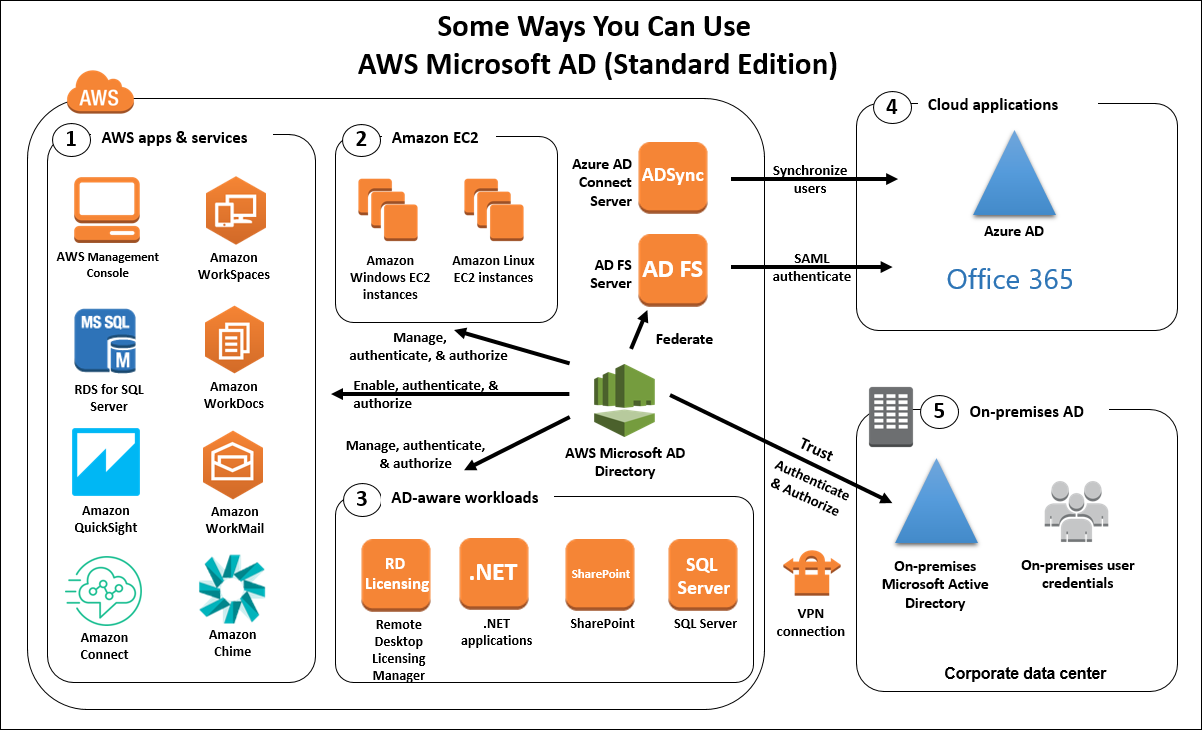 Some Ways You Can Use
AWS Microsoft AD (Standard Edition)
AWS
1
AWS apps & services
AWS Management
Console
Amazon
WorkSpaces
MS SQL
M
RDS for SQL
Server
Amazon
WorkDocs
Amazon
QuickSight
Amazon
WorkMail
Amazon
Connect
Amazon
Chime
2
Amazon EC2
Amazon
Windows EC2
instances
Amazon Linux
EC2 instances
Azure AD
Connect
Server
ADSync
AD FS
Server
AD FS
Synchronize
users
SAML
authenticate
Federate
Manage,
authenticate, & authorize
Enable, authenticate, &
authorize
Manage, authenticate,
& authorize
AWS Microsoft AD
Directory
Trust
Authenticate
& Authorize
3
AD-aware workloads
RD
Licensing
Remote
Desktop
Licensing
Manager
.NET
.NET
applications
SharePoint
SharePoint
SQL
Server
SQL Server
VPN
connection
4
Cloud applications
Azure AD
Office 365
5
On-premises AD
On-premises
Microsoft Active
Directory
On-premises user
credentials
Corporate data center